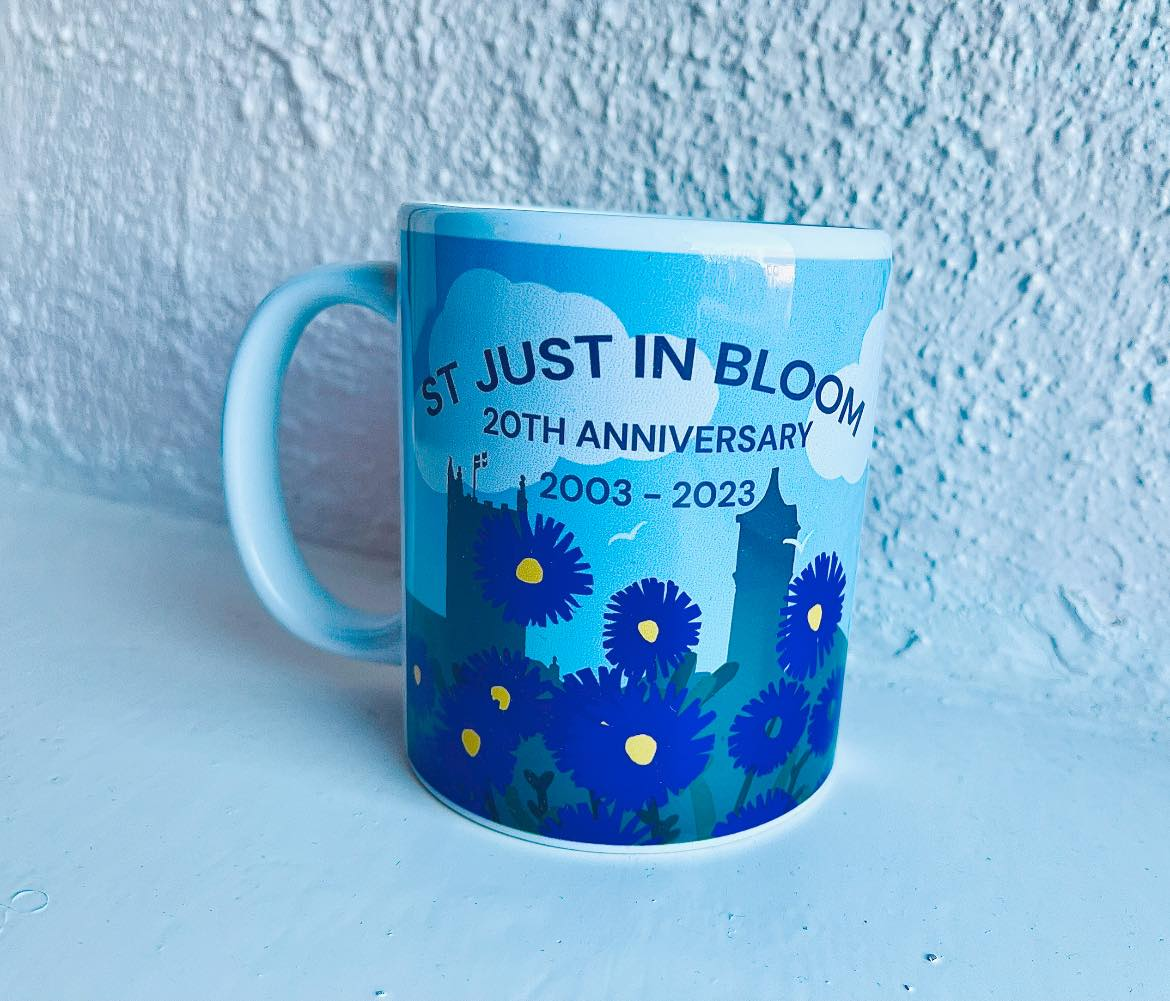 ST JUST IN BLOOM
20TH ANNIVERSARY
2003 – 2023